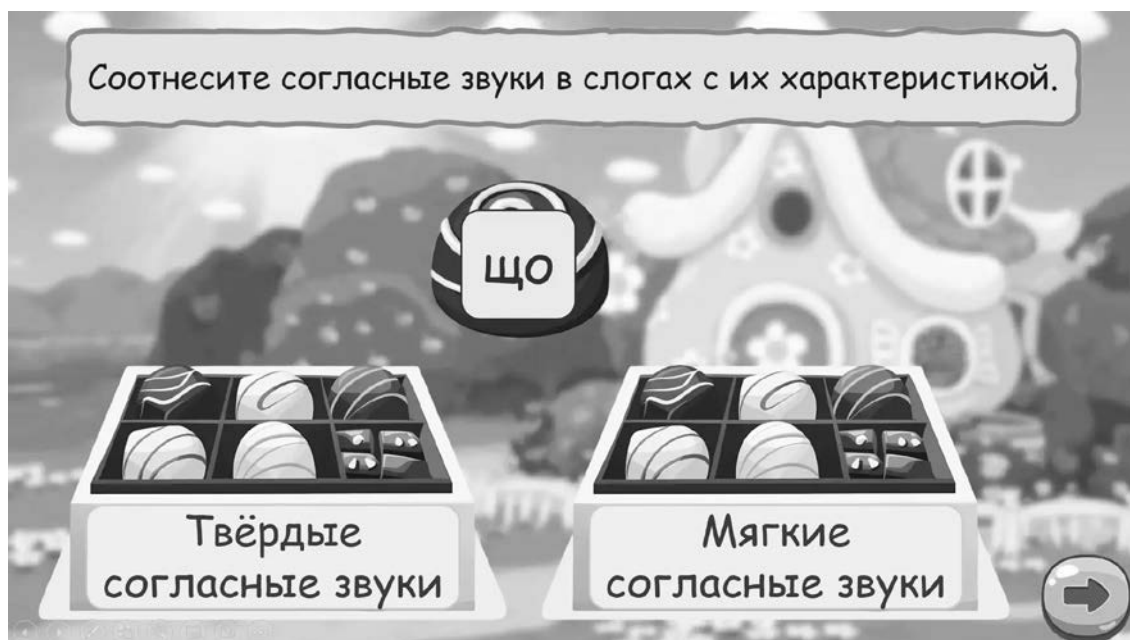 Соотнесите согласные звуки в слогах с их характеристикой.
що
Твёрдые
согласные звуки
Мягкие
согласные звуки